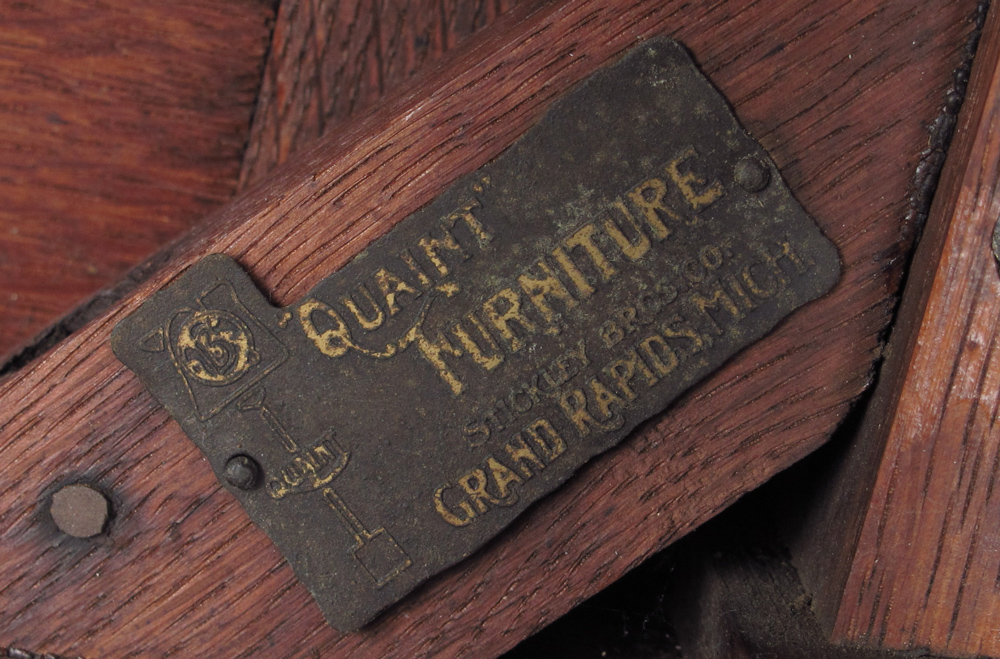 "QUAINT"
FURNITURE
STICKLEY BROS. CO.
GRAND RAPIDS, MICH
QUAINT